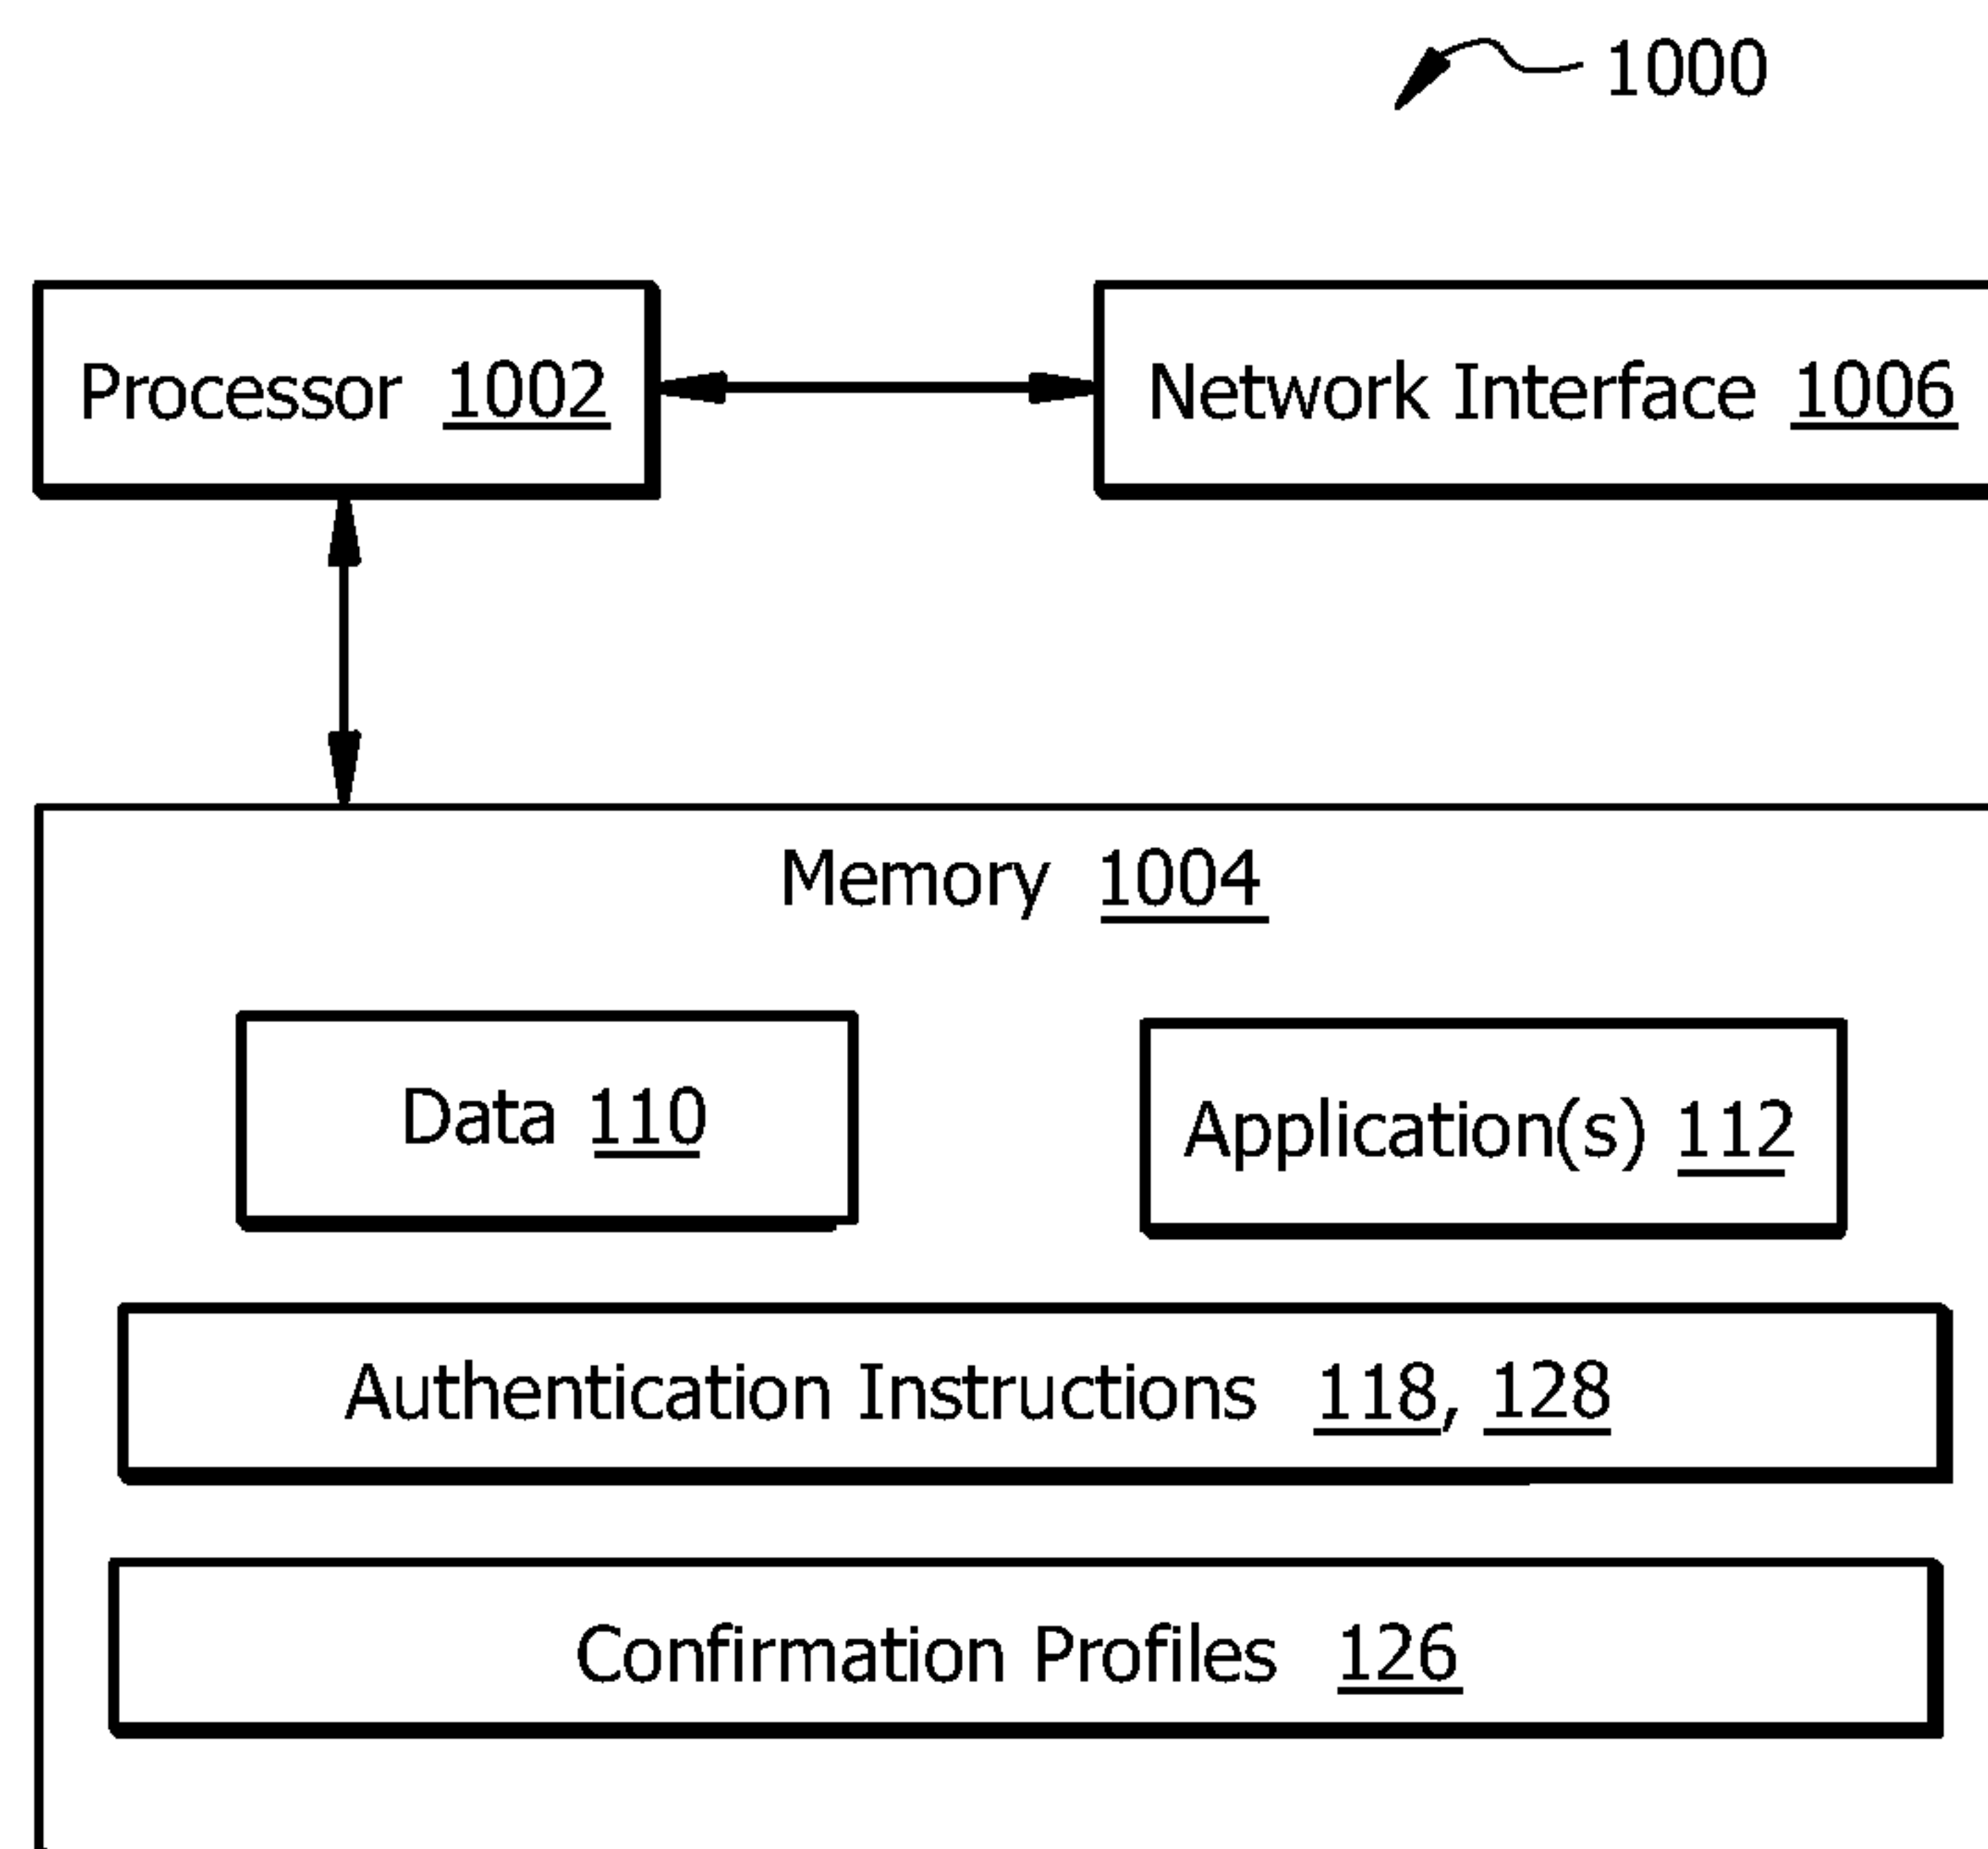 1000
Processor 1002
Network Interface 1006
Memory 1004
Data 110
Application(s) 112
Authentication Instructions 118, 128
Confirmation Profiles 126